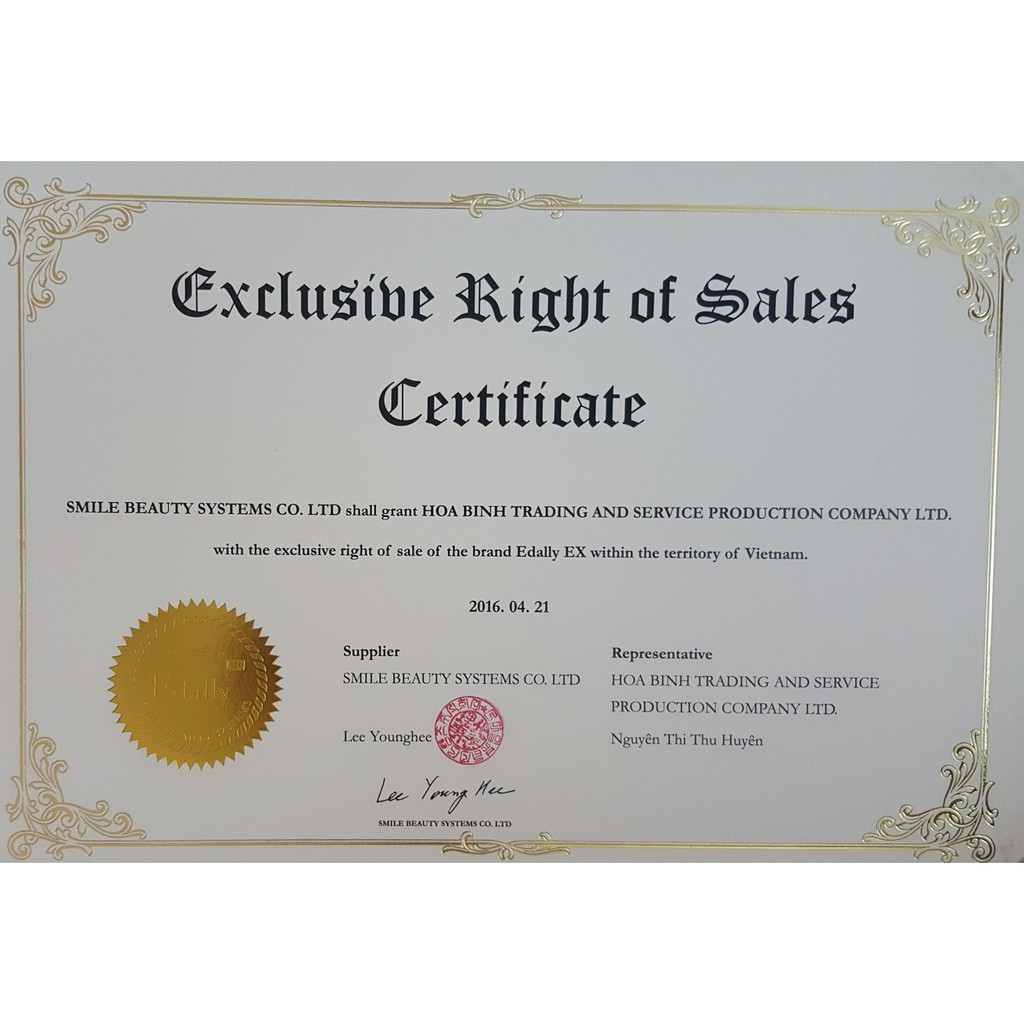 Exclusive Right of Sales
Certificate
SMILE BEAUTY SYSTEMS CO. LTD shall grant HOA BINH TRADING AND SERVICE PRODUCTION COMPANY LTD.
with the exclusive right of sale of the brand Edally EX within the territory of Vietnam.
2016. 04. 21
Supplier
SMILE BEAUTY SYSTEMS CO. LTD
Lee Younghee
Lee Young Hee
SMILE BEAUTY SYSTEMS CO. LTD
Representative
HOA BINH TRADING AND SERVICE
PRODUCTION COMPANY LTD.
Nguyên Thi Thu Huyên
Edally